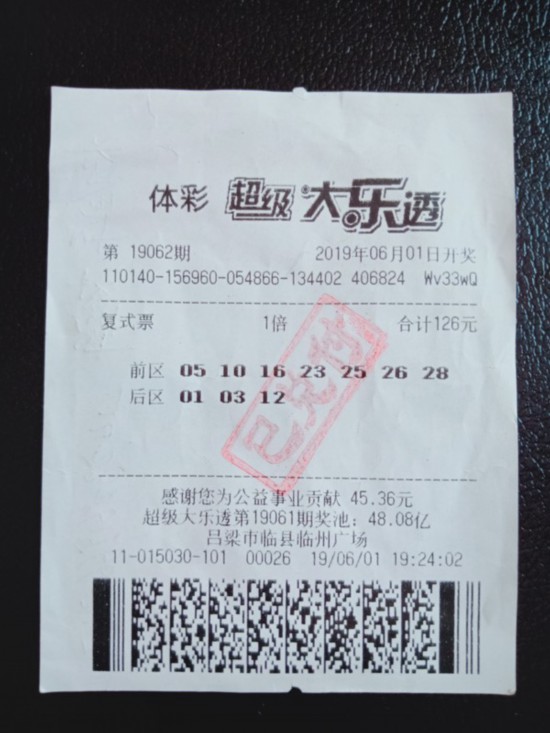 体彩 超级大乐透
第 19062期 2019年06月01日开奖
110140-156960-054866-134402 406824 Wv33wQ
复式票 1倍 合计126元
前区 05 10 16 23 25 26 28
后区 01 03 12
已兑付
感谢您为公益事业贡献 45.36元
超级大乐透第19061期奖池：48.08亿
吕梁市临县临州广场
11-015030-101 00026 19/06/01 19:24:02